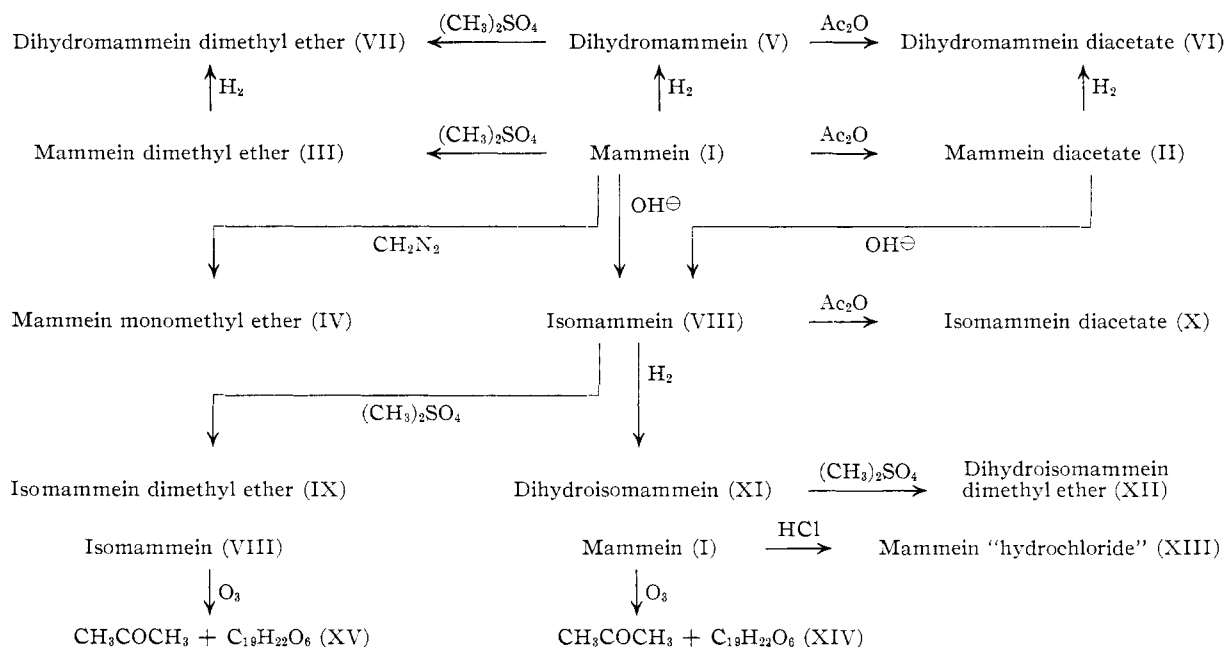 (CH₃)₂SO₄ Ac₂O
Dihydromammein dimethyl ether (VII) Dihydromammein (V) Dihydromammein diacetate (VI)
H₂ H₂ H₂
(CH₃)₂SO₄ Ac₂O
Mammein dimethyl ether (III) Mammein (I) Mammein diacetate (II)
OH⊖
CH₂N₂ OH⊖
Ac₂O
Mammein monomethyl ether (IV) Isomammein (VIII) Isomammein diacetate (X)
H₂
(CH₃)₂SO₄
(CH₃)₂SO₄ Dihydroisomammein
Isomammein dimethyl ether (IX) Dihydroisomammein (XI) dimethyl ether (XII)
HCl
Isomammein (VIII) Mammein (I) Mammein “hydrochloride” (XIII)
O₃ O₃
CH₃COCH₃ + C₁₉H₂₂O₆ (XV) CH₃COCH₃ + C₁₉H₂₂O₆ (XIV)